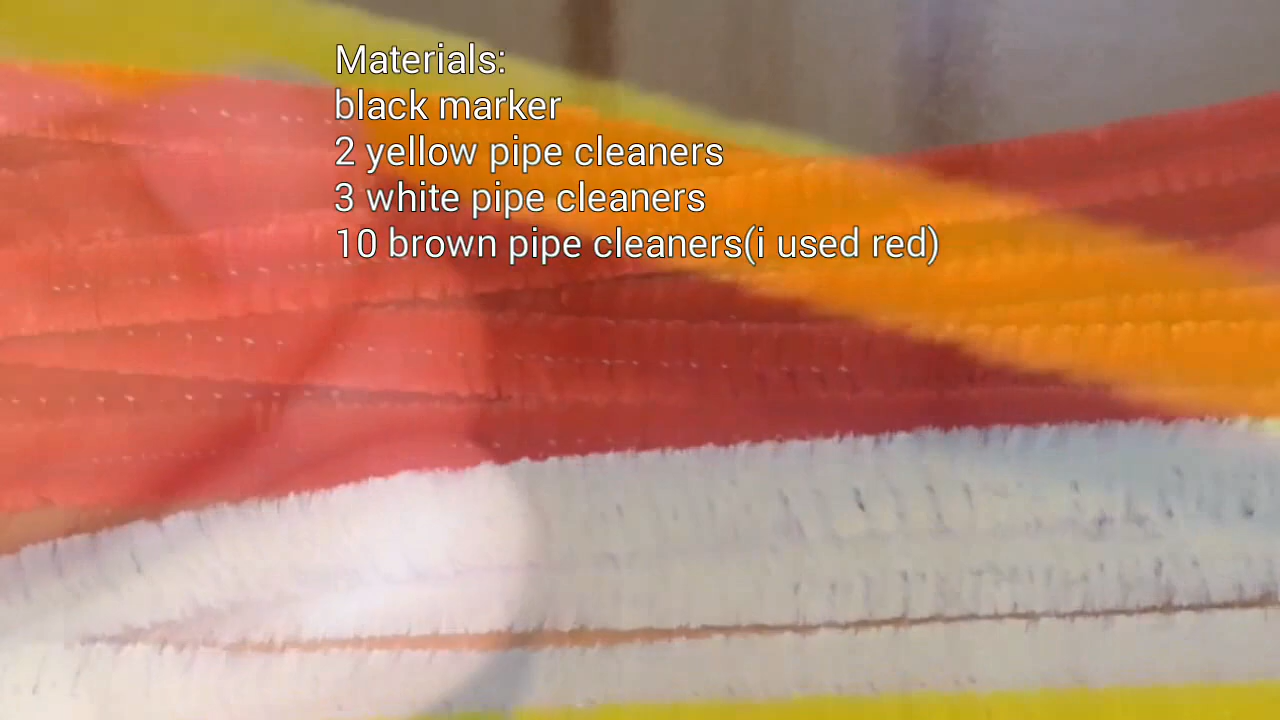 Materials:
black marker
2 yellow pipe cleaners
3 white pipe cleaners
10 brown pipe cleaners(i used red)